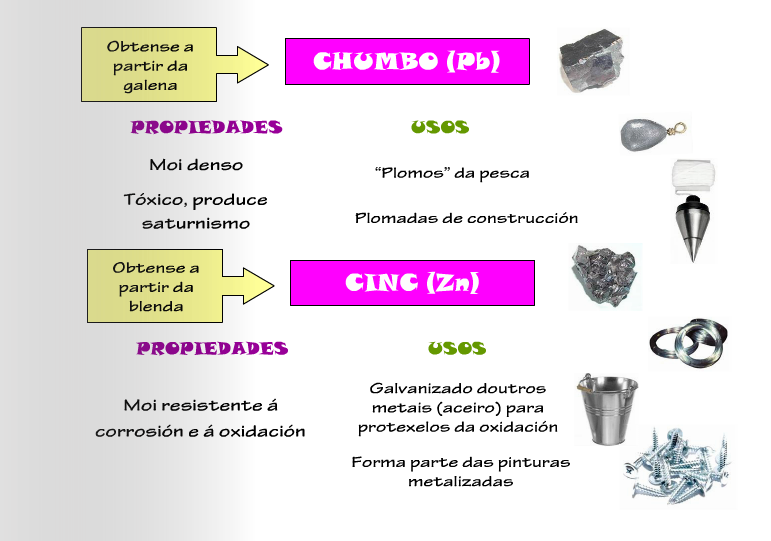 Obtense a
partir da
galena
CHUMBO (Pb)
PROPIEDADES
USOS
Moi denso
Tóxico, produce
saturnismo
“Plomos” da pesca
Plomadas de construcción
Obtense a
partir da
blenda
CINC (Zn)
PROPIEDADES
USOS
Moi resistente á
corrosión e á oxidación
Galvanizado doutros
metais (aceiro) para
protexelos da oxidación
Forma parte das pinturas
metalizadas